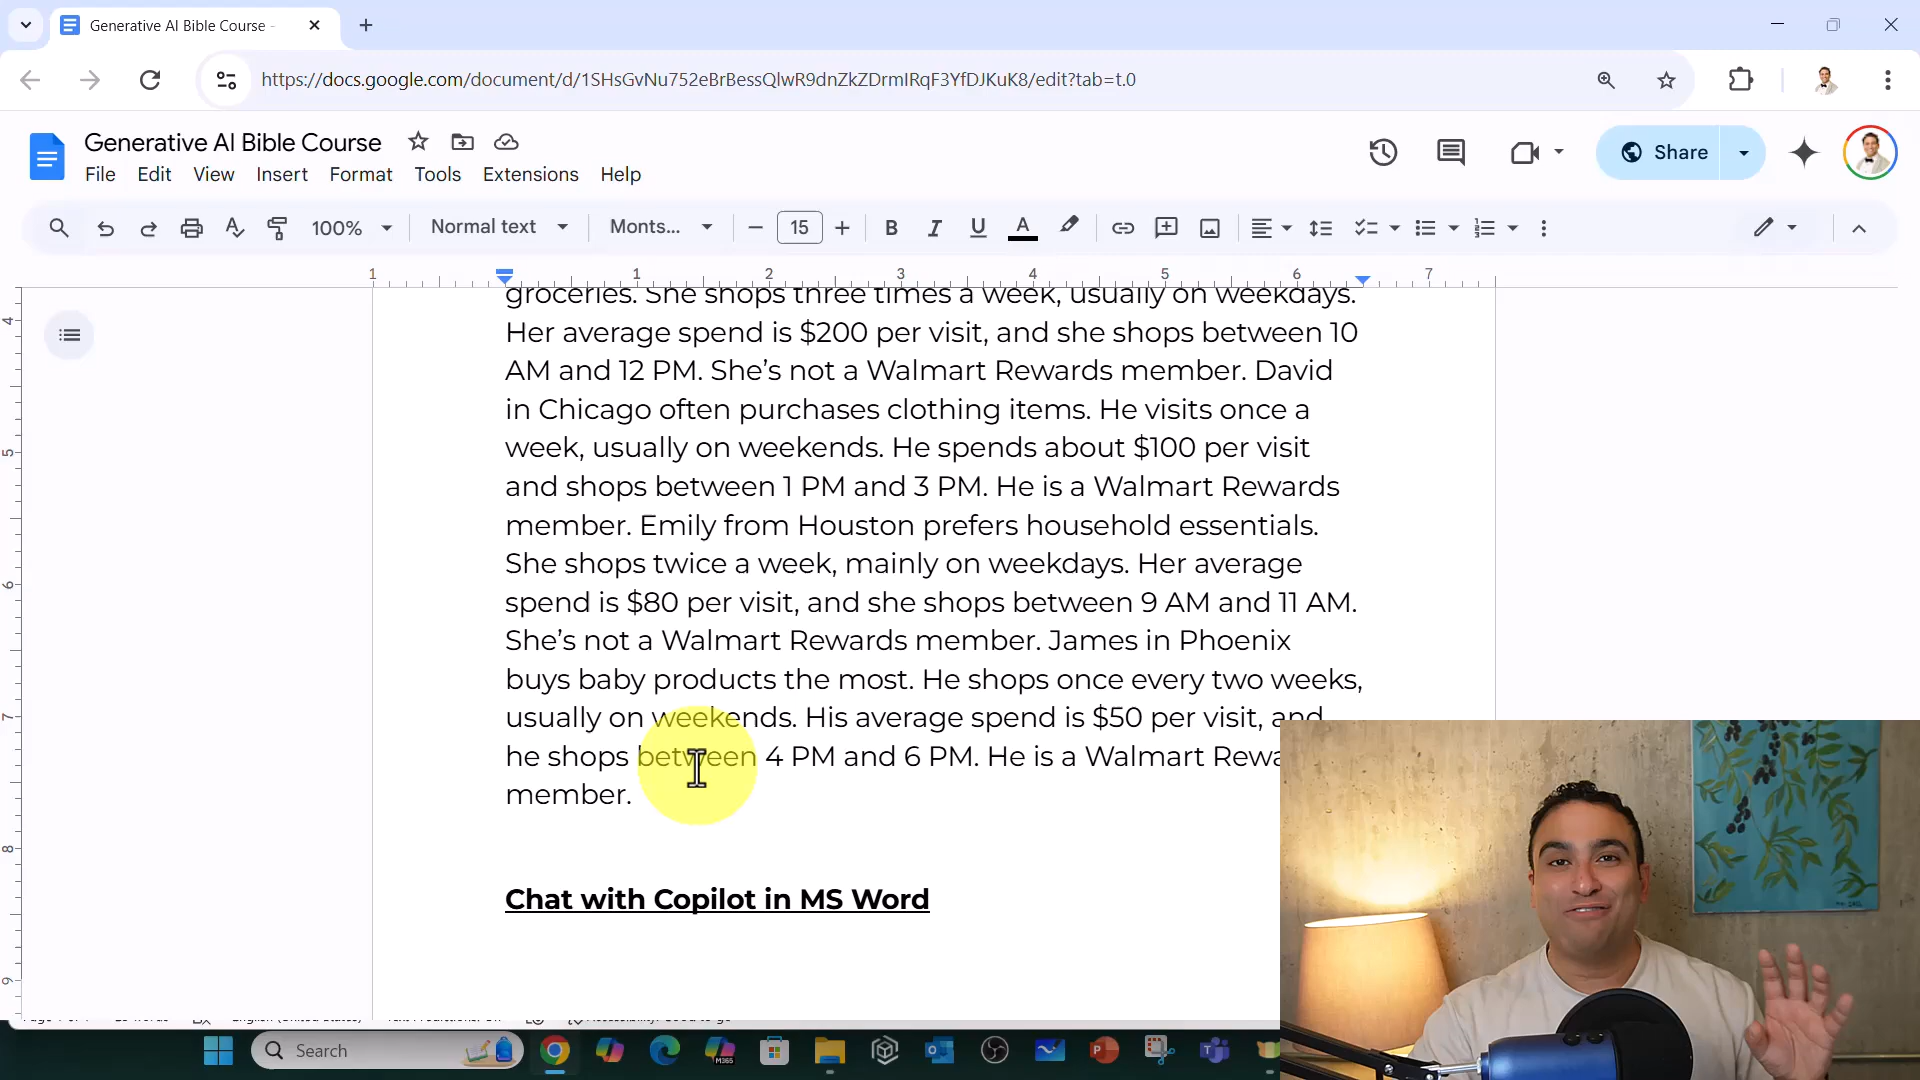 Generative AI Bible Course -
https://docs.google.com/document/d/1SHsGvNu752eBrBessQlwR9dnZkZDrmIRqF3YfDJKuK8/edit?tab=t.0
Generative AI Bible Course
Share
File Edit View Insert Format Tools Extensions Help
100% Normal text Monts... 15 B I U A
1 1 2 3 4 5 6 7
groceries. She shops three times a week, usually on weekdays.
Her average spend is $200 per visit, and she shops between 10
AM and 12 PM. She's not a Walmart Rewards member. David
in Chicago often purchases clothing items. He visits once a
week, usually on weekends. He spends about $100 per visit
and shops between 1 PM and 3 PM. He is a Walmart Rewards
member. Emily from Houston prefers household essentials.
She shops twice a week, mainly on weekdays. Her average
spend is $80 per visit, and she shops between 9 AM and 11 AM.
She's not a Walmart Rewards member. James in Phoenix
buys baby products the most. He shops once every two weeks,
usually on weekends. His average spend is $50 per visit, and
he shops between 4 PM and 6 PM. He is a Walmart Rewa
member.
Chat with Copilot in MS Word
4
5
6
7
8
9
Search
M365